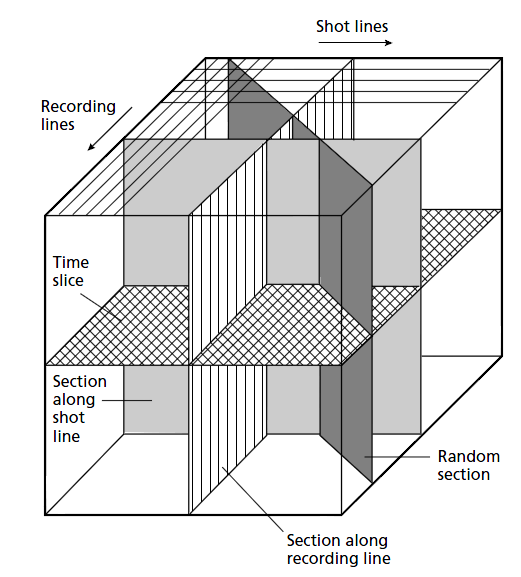 Shot lines
Recording
lines
Time
slice
Section
along
shot
line
Random
section
Section along
recording line